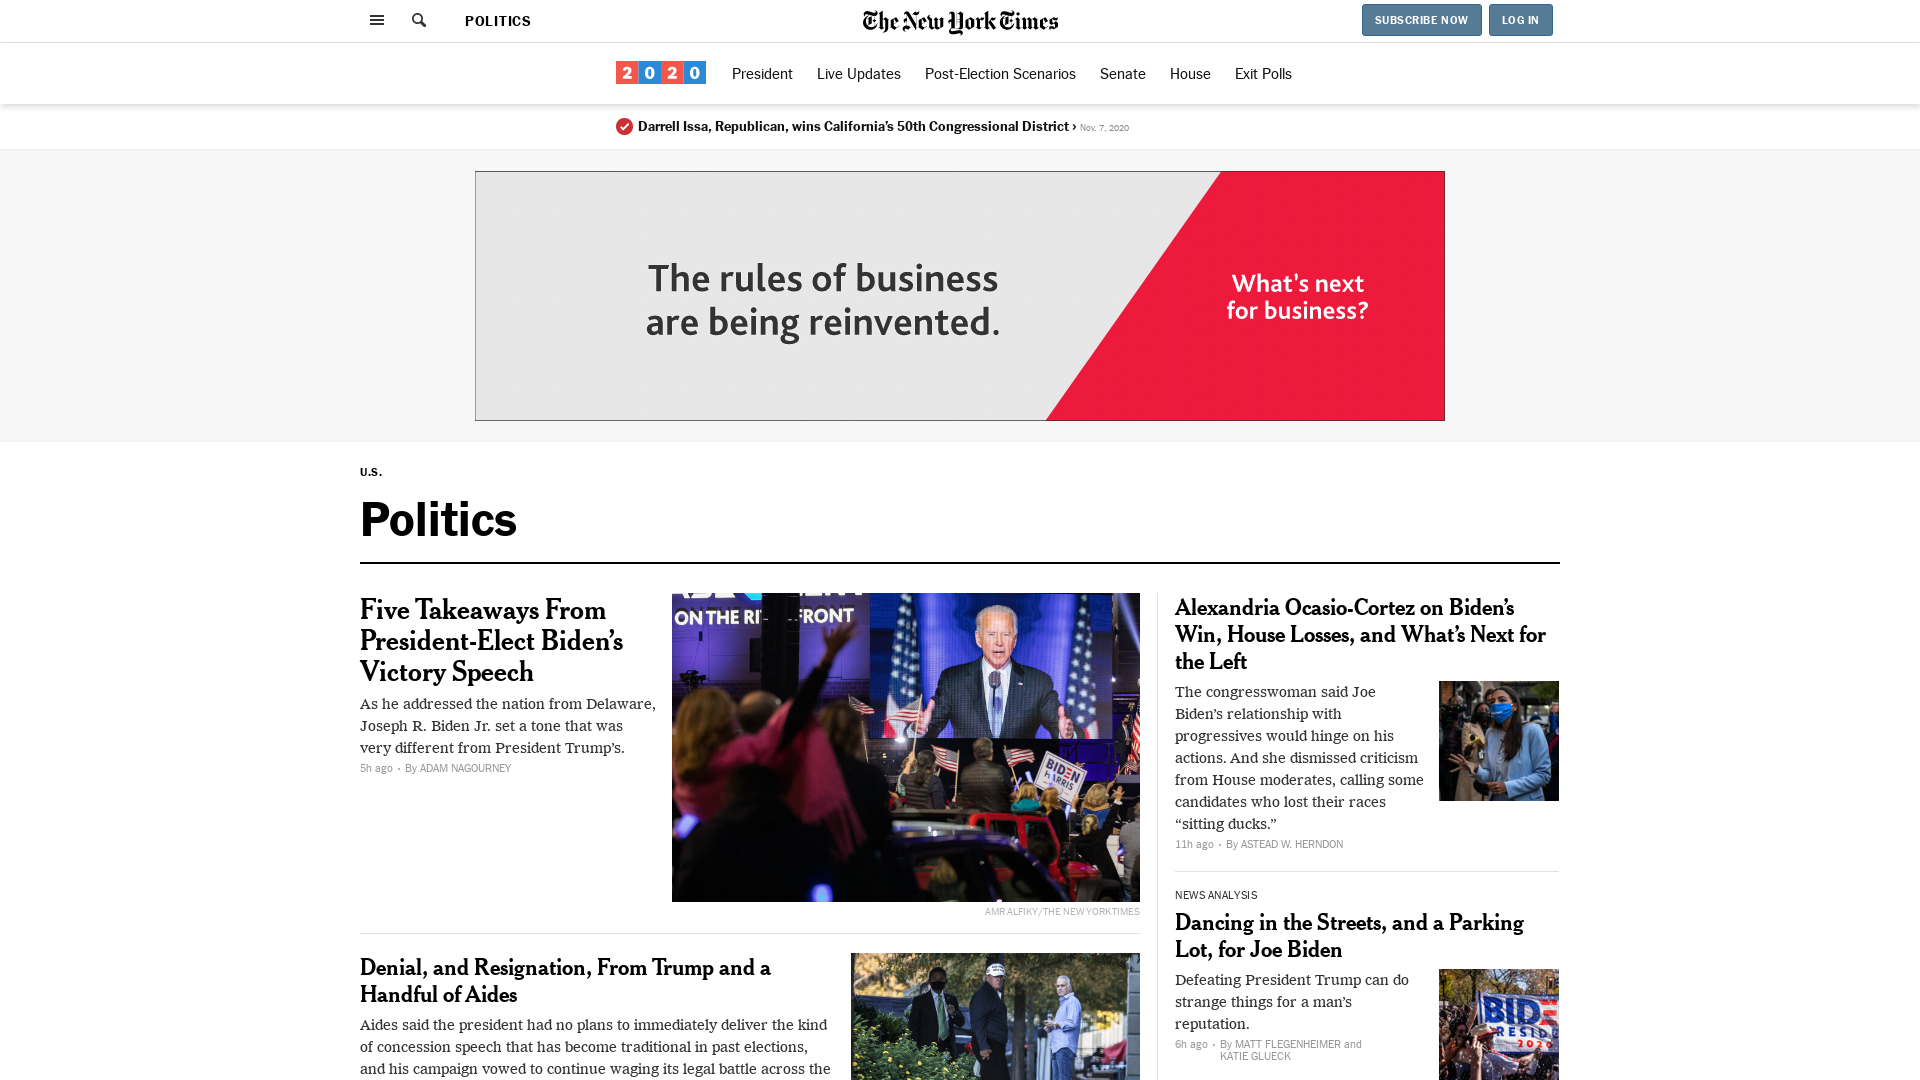 POLITICS
The New York Times
SUBSCRIBE NOW
LOG IN
2020
President
Live Updates
Post-Election Scenarios
Senate
House
Exit Polls
Darrell Issa, Republican, wins California’s 50th Congressional District › Nov. 7, 2020
The rules of business
are being reinvented.
What’s next
for business?
U.S.
Politics
Five Takeaways From
President-Elect Biden’s
Victory Speech
As he addressed the nation from Delaware,
Joseph R. Biden Jr. set a tone that was
very different from President Trump’s.
5h ago • By ADAM NAGOURNEY
ON THE RI
FRONT
BIDEN
HARRIS
AMR ALFIKY/THE NEW YORK TIMES
Denial, and Resignation, From Trump and a
Handful of Aides
Aides said the president had no plans to immediately deliver the kind
of concession speech that has become traditional in past elections,
and his campaign vowed to continue waging its legal battle across the
Alexandria Ocasio-Cortez on Biden’s
Win, House Losses, and What’s Next for
the Left
The congresswoman said Joe
Biden’s relationship with
progressives would hinge on his
actions. And she dismissed criticism
from House moderates, calling some
candidates who lost their races
“sitting ducks.”
11h ago • By ASTEAD W. HERNDON
NEWS ANALYSIS
Dancing in the Streets, and a Parking
Lot, for Joe Biden
Defeating President Trump can do
strange things for a man’s
reputation.
6h ago • By MATT FLEGENHEIMER and
KATIE GLUECK
BIDE
RESID
2020